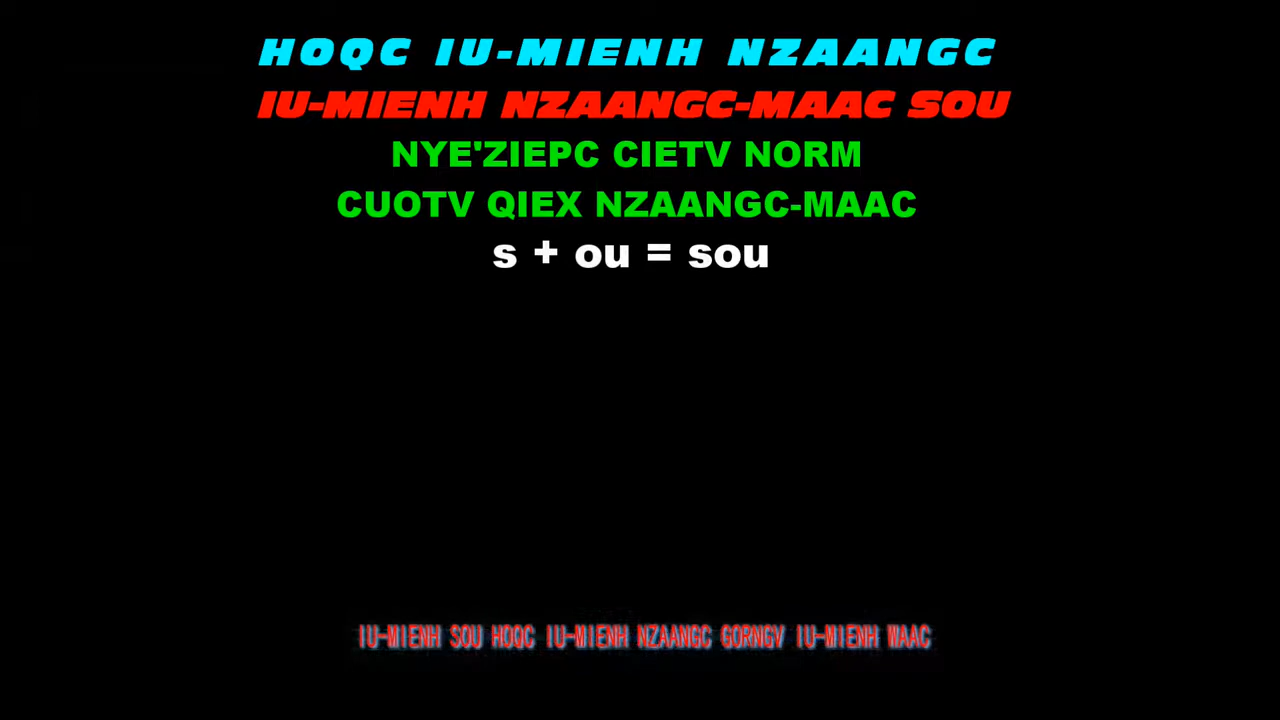 HOQC IU-MIENH NZAANGC
IU-MIENH NZAANGC-MAAC SOU
NYE'ZIEPC CIETV NORM
CUOTV QIEX NZAANGC-MAAC
s + ou = sou
IU-MIENH SOU HOQC IU-MIENH NZAANGC GORNGV IU-MIENH WAAC